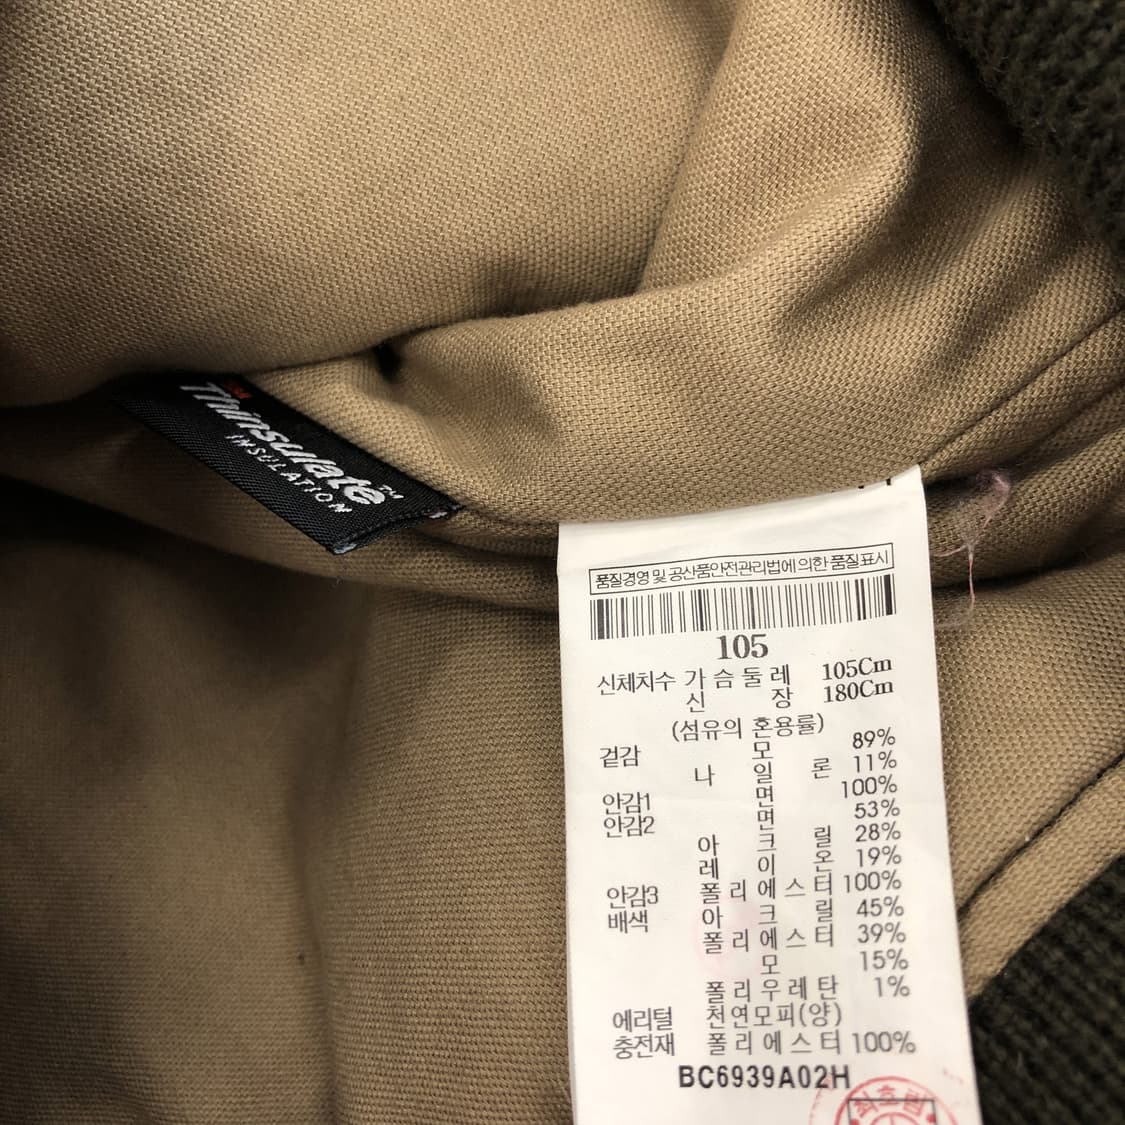 Thinsulate™
INSULATION
품질경영 및 공산품안전관리법에 의한 품질표시
105
신체치수 가슴둘레 105Cm
신장 180Cm
(섬유의 혼용률)
겉감 모 89%
나일론 11%
안감1 면 100%
안감2 면 53%
아크릴 28%
레이온 19%
안감3 폴리에스터 100%
배색 아크릴 45%
폴리에스터 39%
모 15%
폴리우레탄 1%
에리털 천연모피(양)
충전재 폴리에스터 100%
BC6939A02H